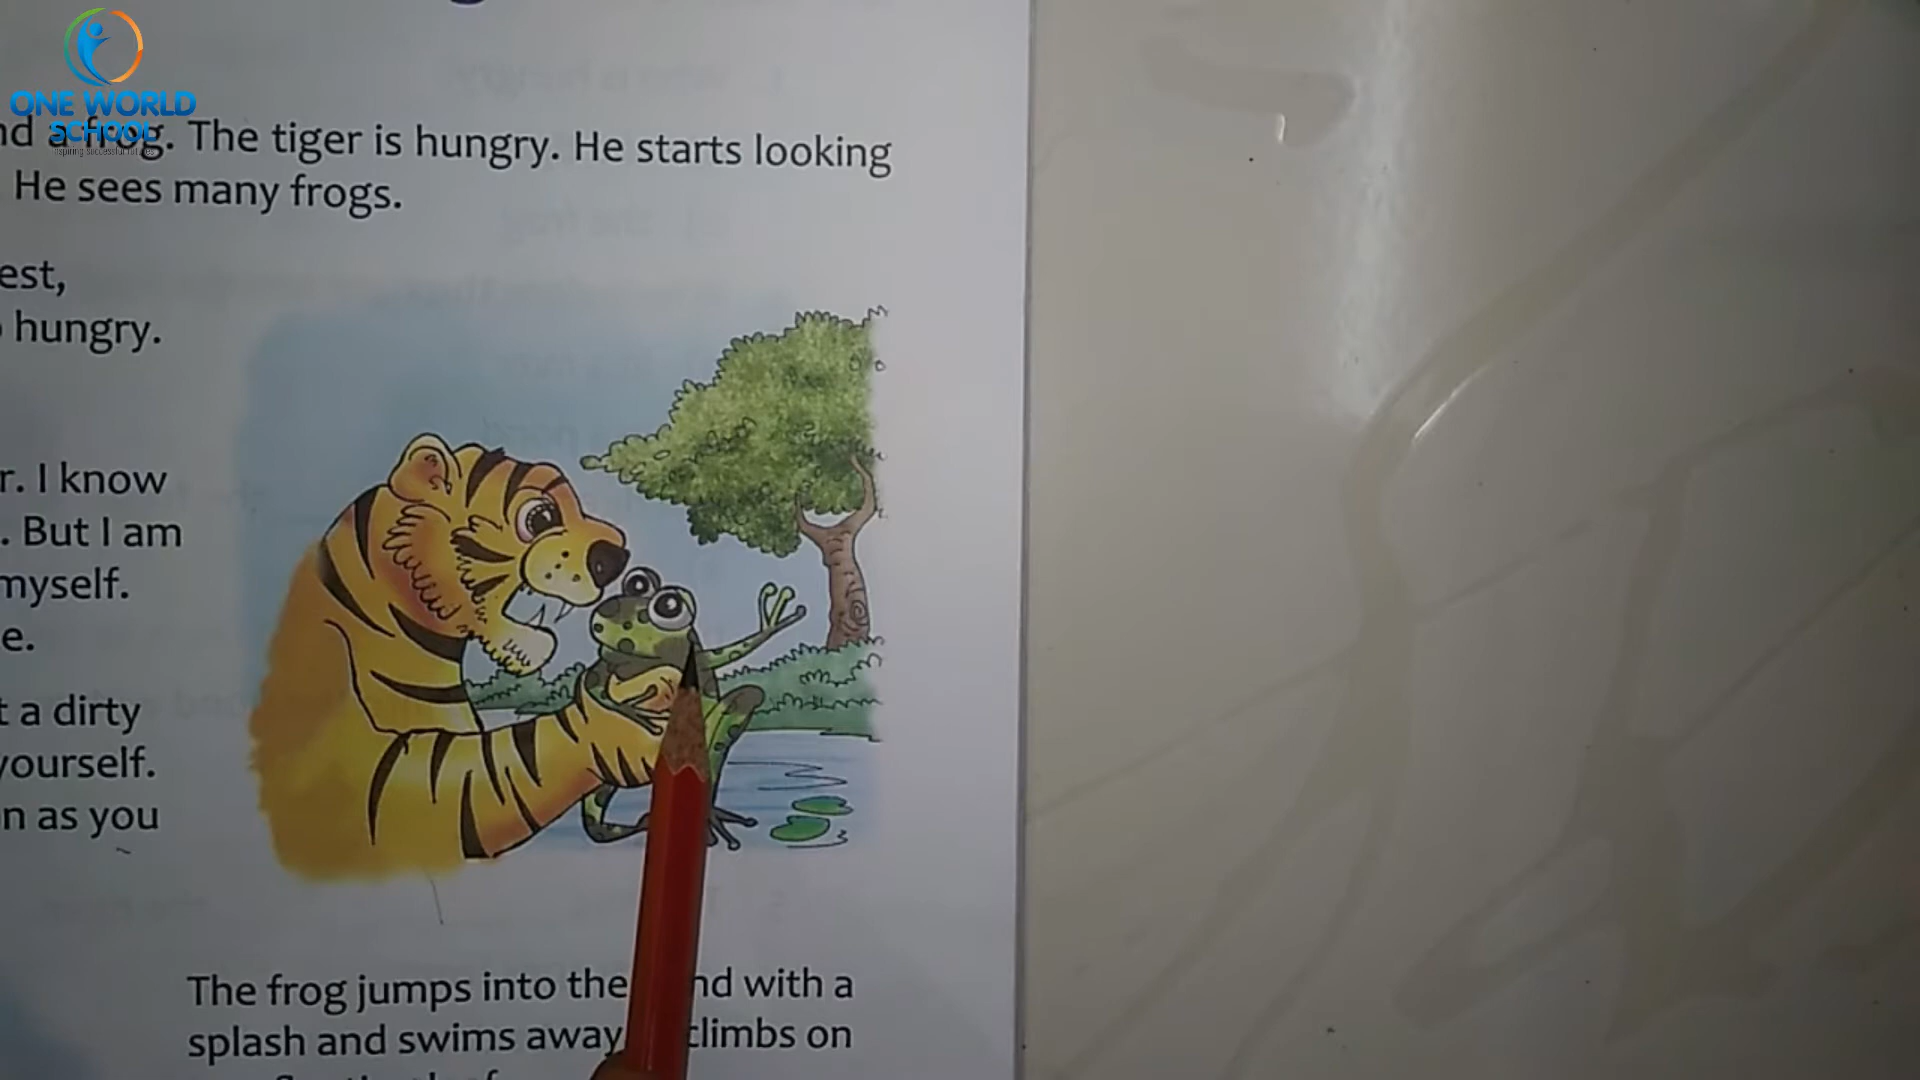 ONE WORLD
SCHOOL
a frog. The tiger is hungry. He starts looking
He sees many frogs.
est,
hungry.
r. I know
. But I am
myself.
e.
t a dirty
yourself.
n as you
The frog jumps into the nd with a
splash and swims away climbs on